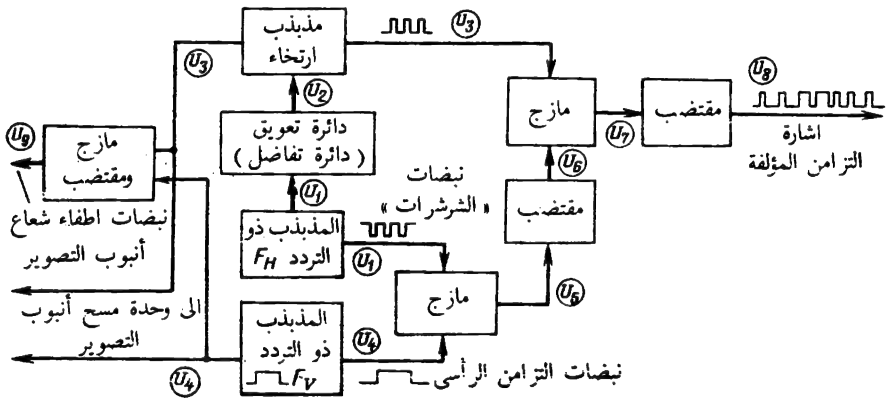 U₃
U₃
مذبذب
ارتخاء
U₈
U₂
مازج
U₇
مقتضب
اشارة
التزامن المؤلفة
U₉
مازج
ومقتضب
دائرة تعويق
( دائرة تفاضل )
U₆
نبضات
« الشرشرات »
مقتضب
U₁
نبضات اطفاء شعاع
أنبوب التصوير
المذبذب ذو
التردد F_H
U₁
U₅
مازج
الى وحدة مسح أنبوب
التصوير
المذبذب
ذو التردد
F_V
U₄
U₄
نبضات التزامن الرأسى